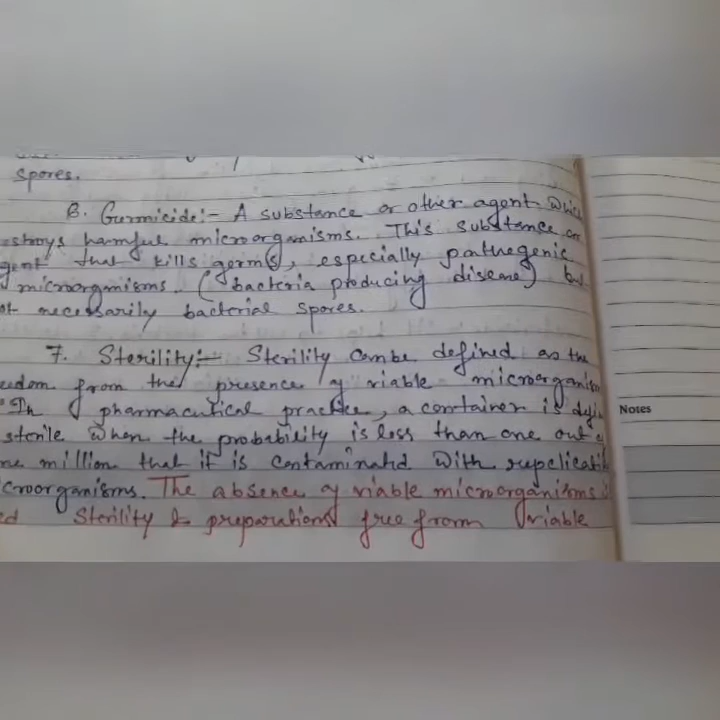 spores.
6. Germicide:- A substance or other agent which
estroys harmful microorganisms. This substance or
gent that kills germs, especially pathogenic
microorganisms. (bacteria producing disease) but
ot necessarily bacterial spores.
7. Sterility:- Sterility can be defined as the
eedom from the presence of viable microorganism
In pharmaceutical practice, a container is defi
sterile when the probability is less than one out of
ne million that it is contaminated with replicati
croorganisms. The absence of viable microorganisms i
ed Sterility & preparations free from viable
Notes